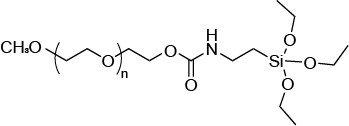 H
O N O
CH₃O O Si O
n O O